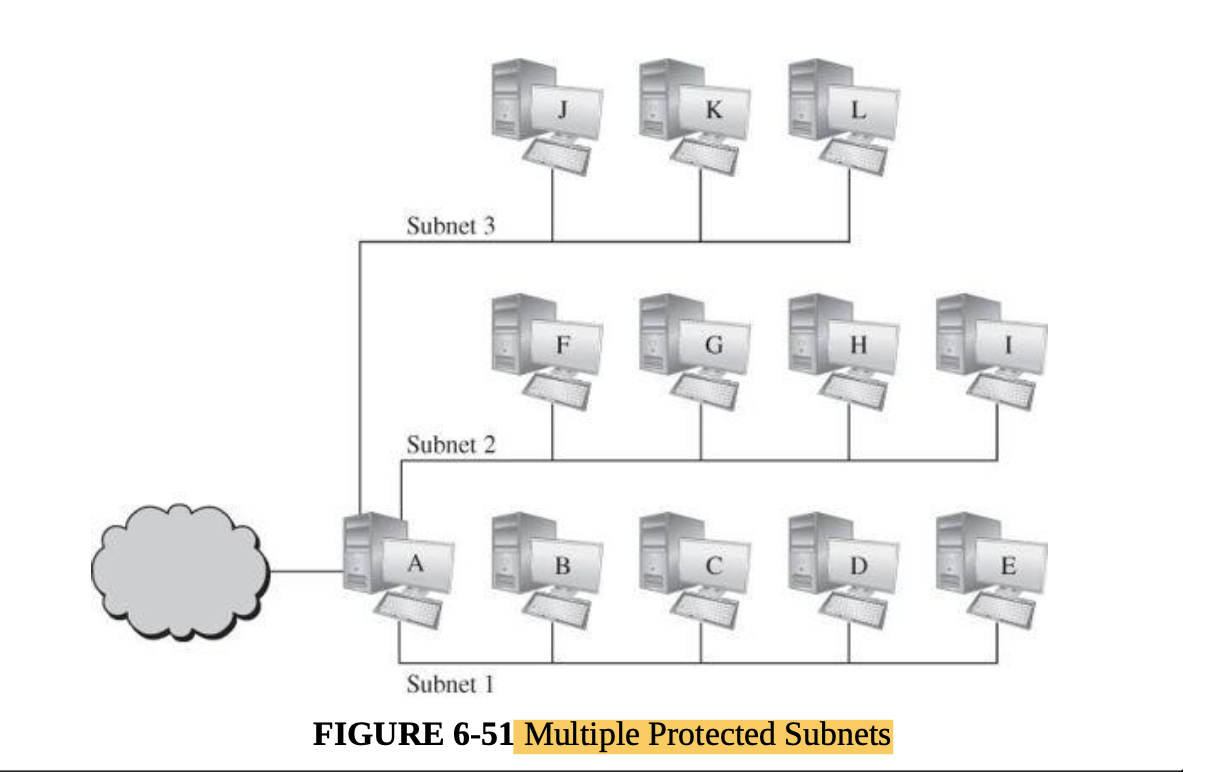 J K L
Subnet 3
F G H I
Subnet 2
A B C D E
Subnet 1
FIGURE 6-51 Multiple Protected Subnets